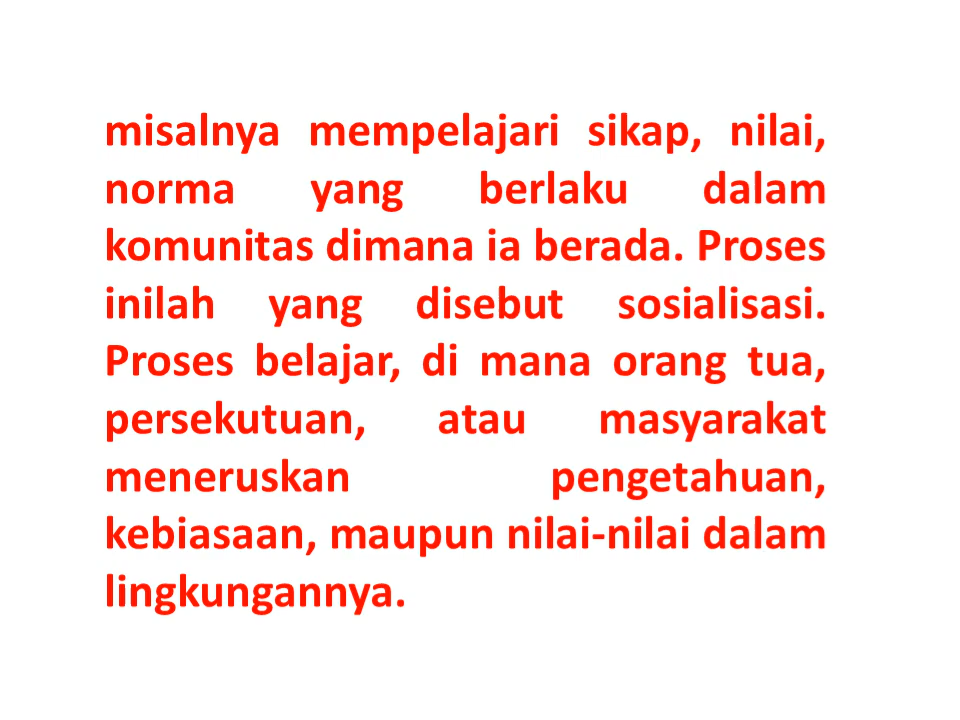 misalnya mempelajari sikap, nilai,
norma yang berlaku dalam
komunitas dimana ia berada. Proses
inilah yang disebut sosialisasi.
Proses belajar, di mana orang tua,
persekutuan, atau masyarakat
meneruskan pengetahuan,
kebiasaan, maupun nilai-nilai dalam
lingkungannya.